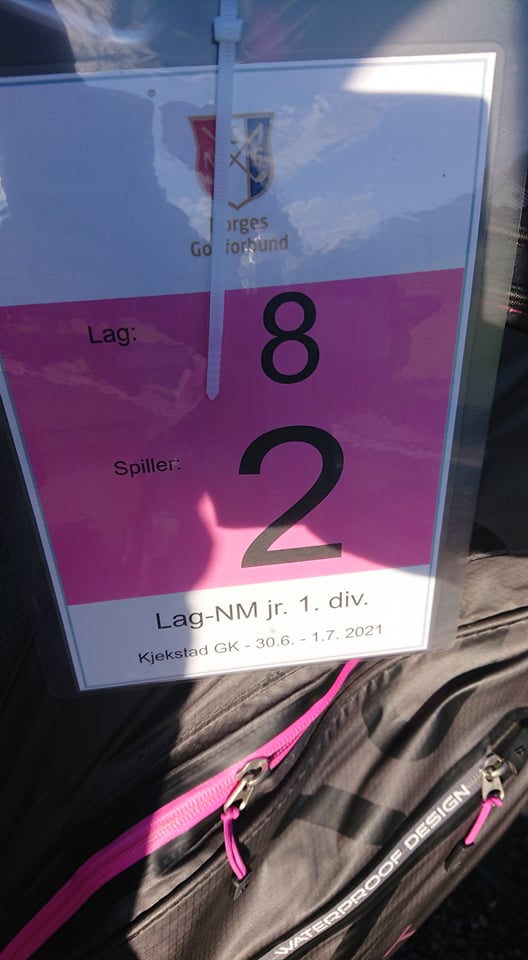 Norges
Golfforbund
Lag: 8
Spiller: 2
Lag-NM jr. 1. div.
Kjekstad GK - 30.6. - 1.7. 2021
WATERPROOF DESIGN